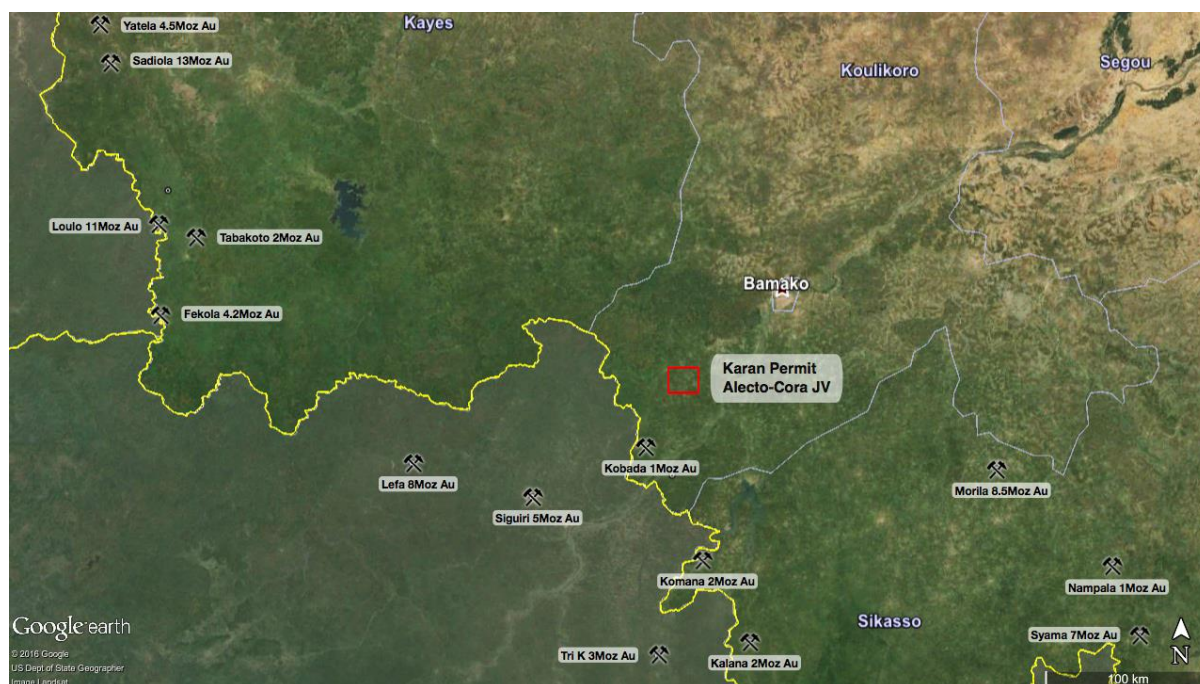 Kayes
Yatela 4.5Moz Au
Sadiola 13Moz Au
Koulikoro
Segou
Loulo 11Moz Au
Tabakoto 2Moz Au
Bamako
Fekola 4.2Moz Au
Karan Permit
Alecto-Cora JV
Kobada 1Moz Au
Lefa 8Moz Au
Siguiri 5Moz Au
Morila 8.5Moz Au
Komana 2Moz Au
Nampala 1Moz Au
Sikasso
Google earth
Syama 7Moz Au
© 2016 Google
US Dept of State Geographer
Image Landsat
Tri K 3Moz Au
Kalana 2Moz Au
N
100 km